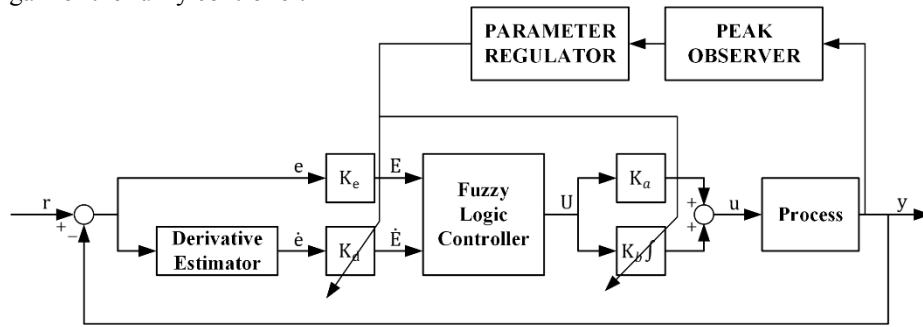 PARAMETER
REGULATOR
PEAK
OBSERVER
e
K_e
E
Fuzzy
Logic
Controller
U
K_a
+
+
u
Process
y
r
+
−
Derivative
Estimator
ė
K_d
Ė
K_b ∫